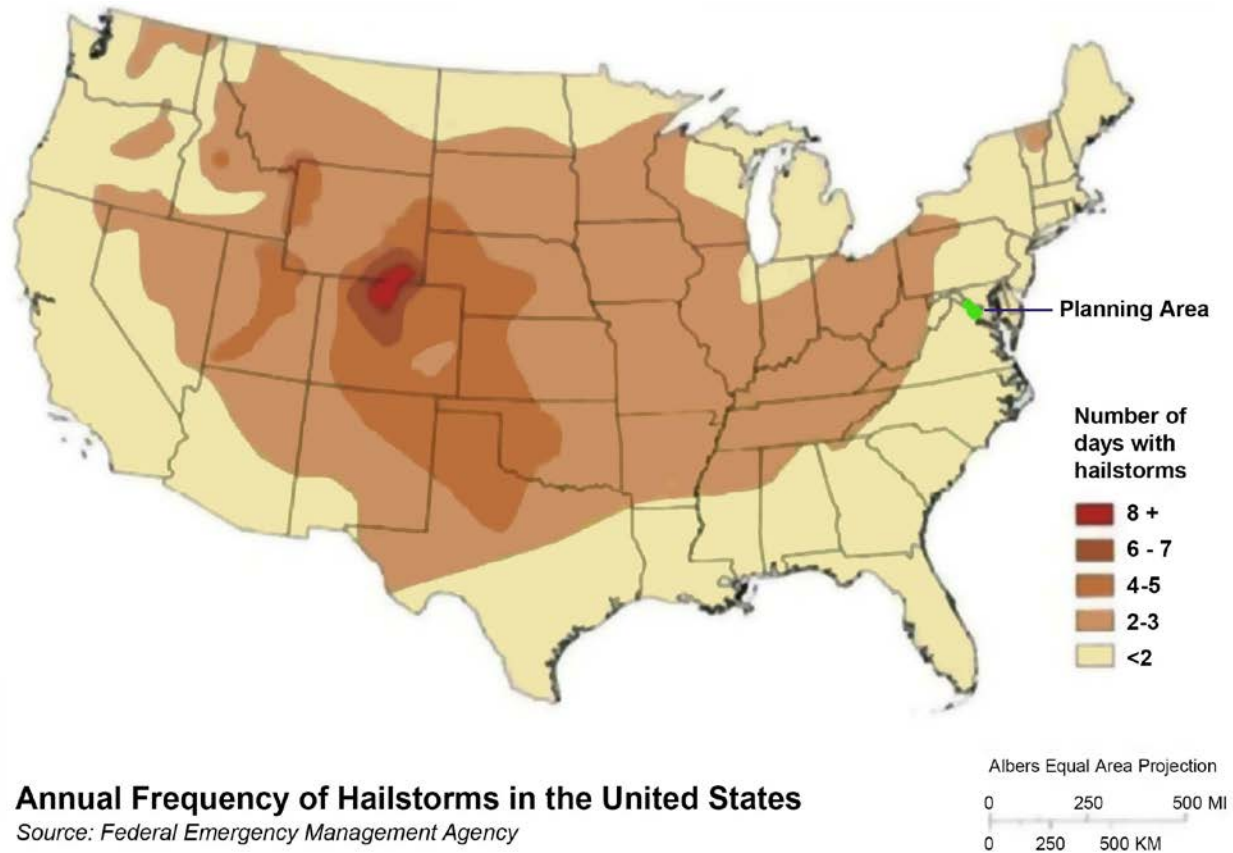 Planning Area
Number of
days with
hailstorms
8 +
6 - 7
4-5
2-3
<2
Albers Equal Area Projection
0 250 500 MI
0 250 500 KM
Annual Frequency of Hailstorms in the United States
Source: Federal Emergency Management Agency